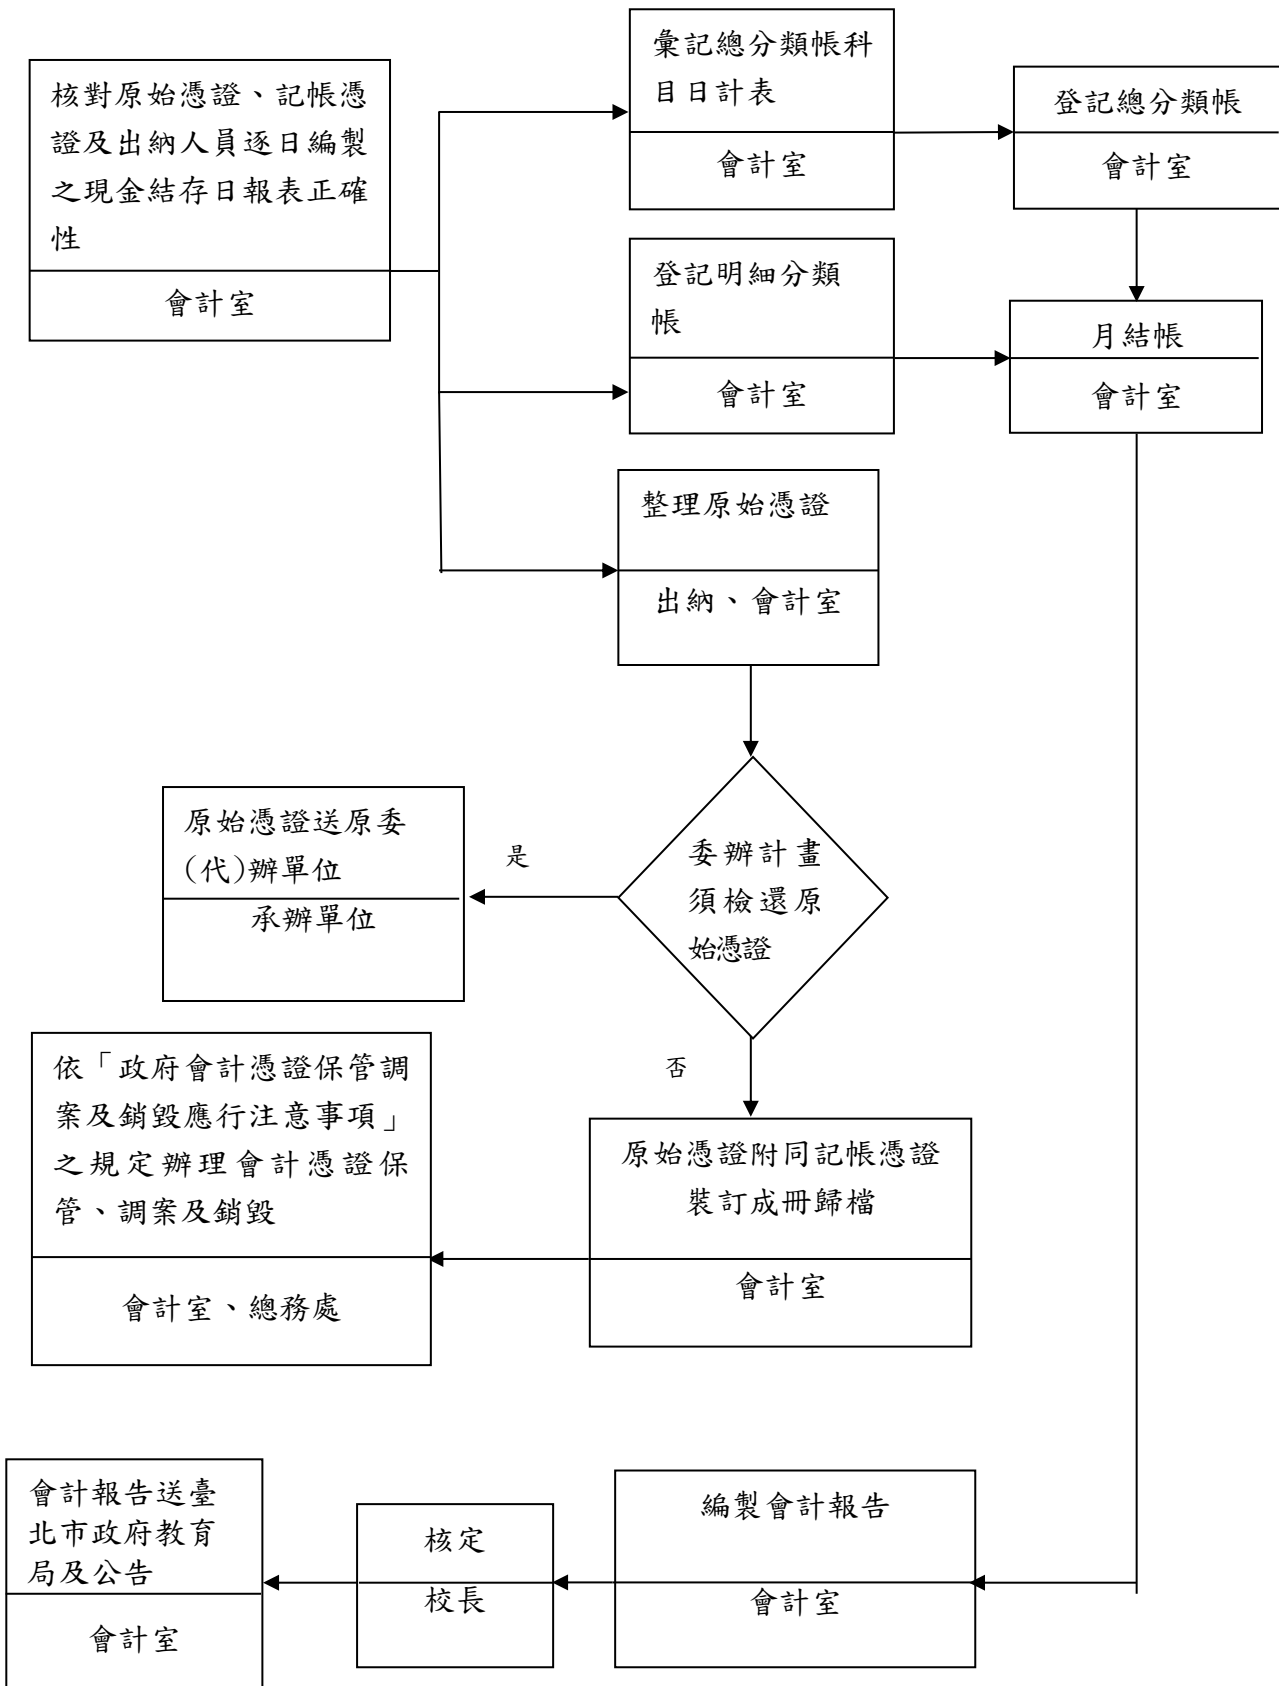 核對原始憑證、記帳憑
證及出納人員逐日編製
之現金結存日報表正確
性
會計室
彙記總分類帳科
目日計表
會計室
登記總分類帳
會計室
登記明細分類
帳
會計室
月結帳
會計室
整理原始憑證
出納、會計室
委辦計畫
須檢還原
始憑證
是
原始憑證送原委
(代)辦單位
承辦單位
否
原始憑證附同記帳憑證
裝訂成冊歸檔
會計室
依「政府會計憑證保管調
案及銷毀應行注意事項」
之規定辦理會計憑證保
管、調案及銷毀
會計室、總務處
編製會計報告
會計室
核定
校長
會計報告送臺
北市政府教育
局及公告
會計室